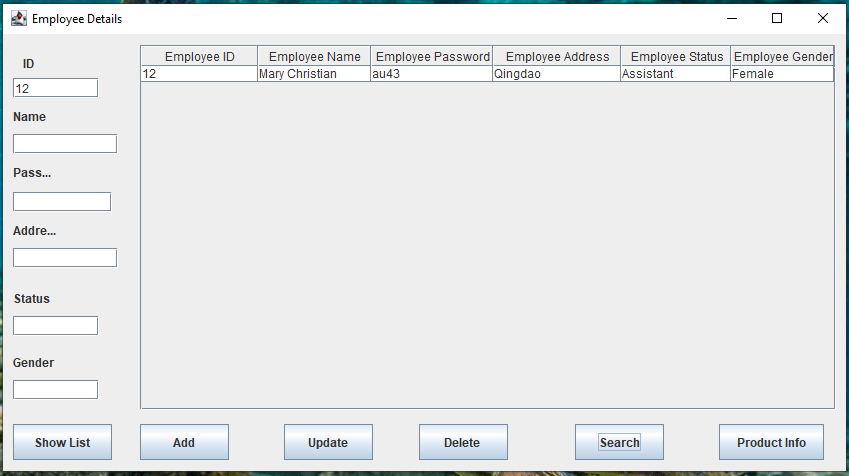 Employee Details
ID
12
Name
Pass...
Addre...
Status
Gender
Employee ID Employee Name Employee Password Employee Address Employee Status Employee Gender
12 Mary Christian au43 Qingdao Assistant Female
Show List Add Update Delete Search Product Info